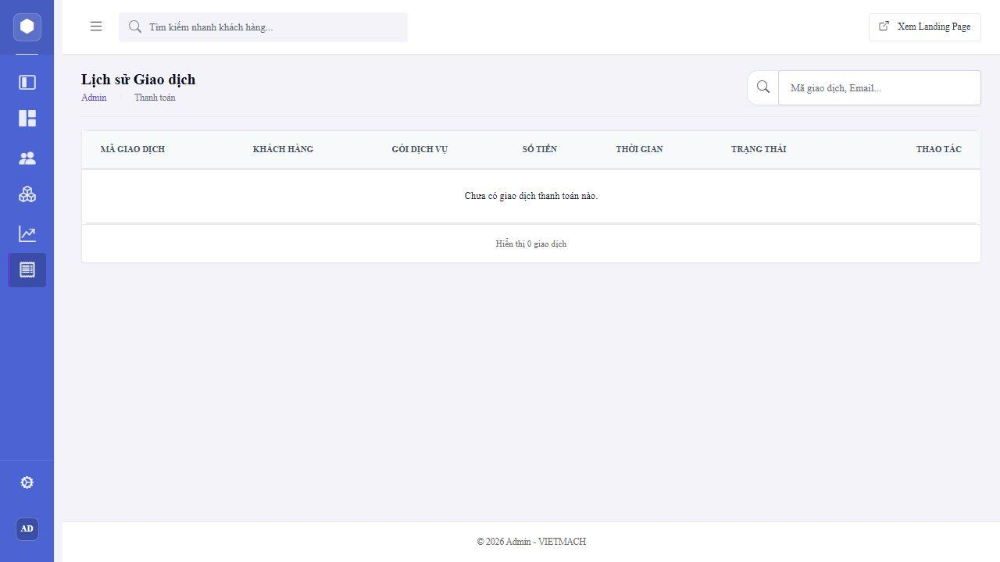 Tìm kiếm nhanh khách hàng...
Xem Landing Page
Lịch sử Giao dịch
Admin
Thanh toán
Mã giao dịch, Email...
MÃ GIAO DỊCH
KHÁCH HÀNG
GÓI DỊCH VỤ
SỐ TIỀN
THỜI GIAN
TRẠNG THÁI
THAO TÁC
Chưa có giao dịch thanh toán nào.
Hiển thị 0 giao dịch
AD
© 2026 Admin - VIETMACH